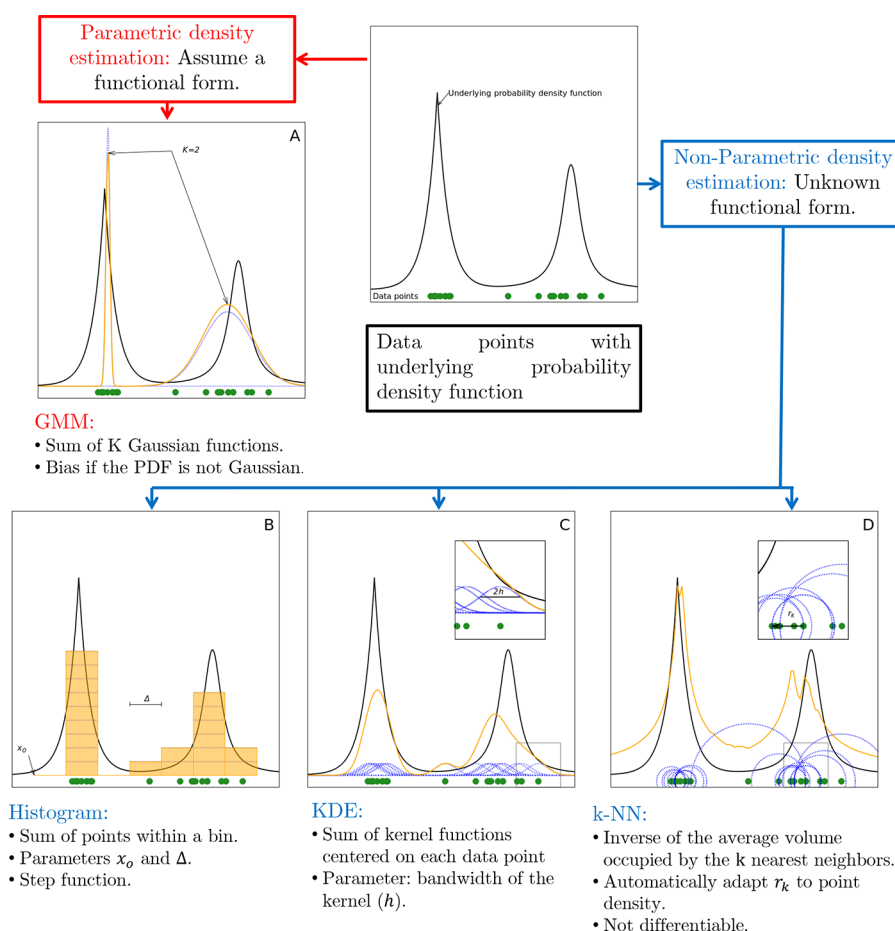 Parametric density
estimation: Assume a
functional form.
Underlying probability density function
Data points
A
K=2
Non-Parametric density
estimation: Unknown
functional form.
Data points with
underlying probability
density function
GMM:
• Sum of K Gaussian functions.
• Bias if the PDF is not Gaussian.
B
Δ
x₀
C
2h
D
rₖ
Histogram:
• Sum of points within a bin.
• Parameters xₒ and Δ.
• Step function.
KDE:
• Sum of kernel functions
centered on each data point
• Parameter: bandwidth of the
kernel (h).
k-NN:
• Inverse of the average volume
occupied by the k nearest neighbors.
• Automatically adapt rₖ to point
density.
• Not differentiable.